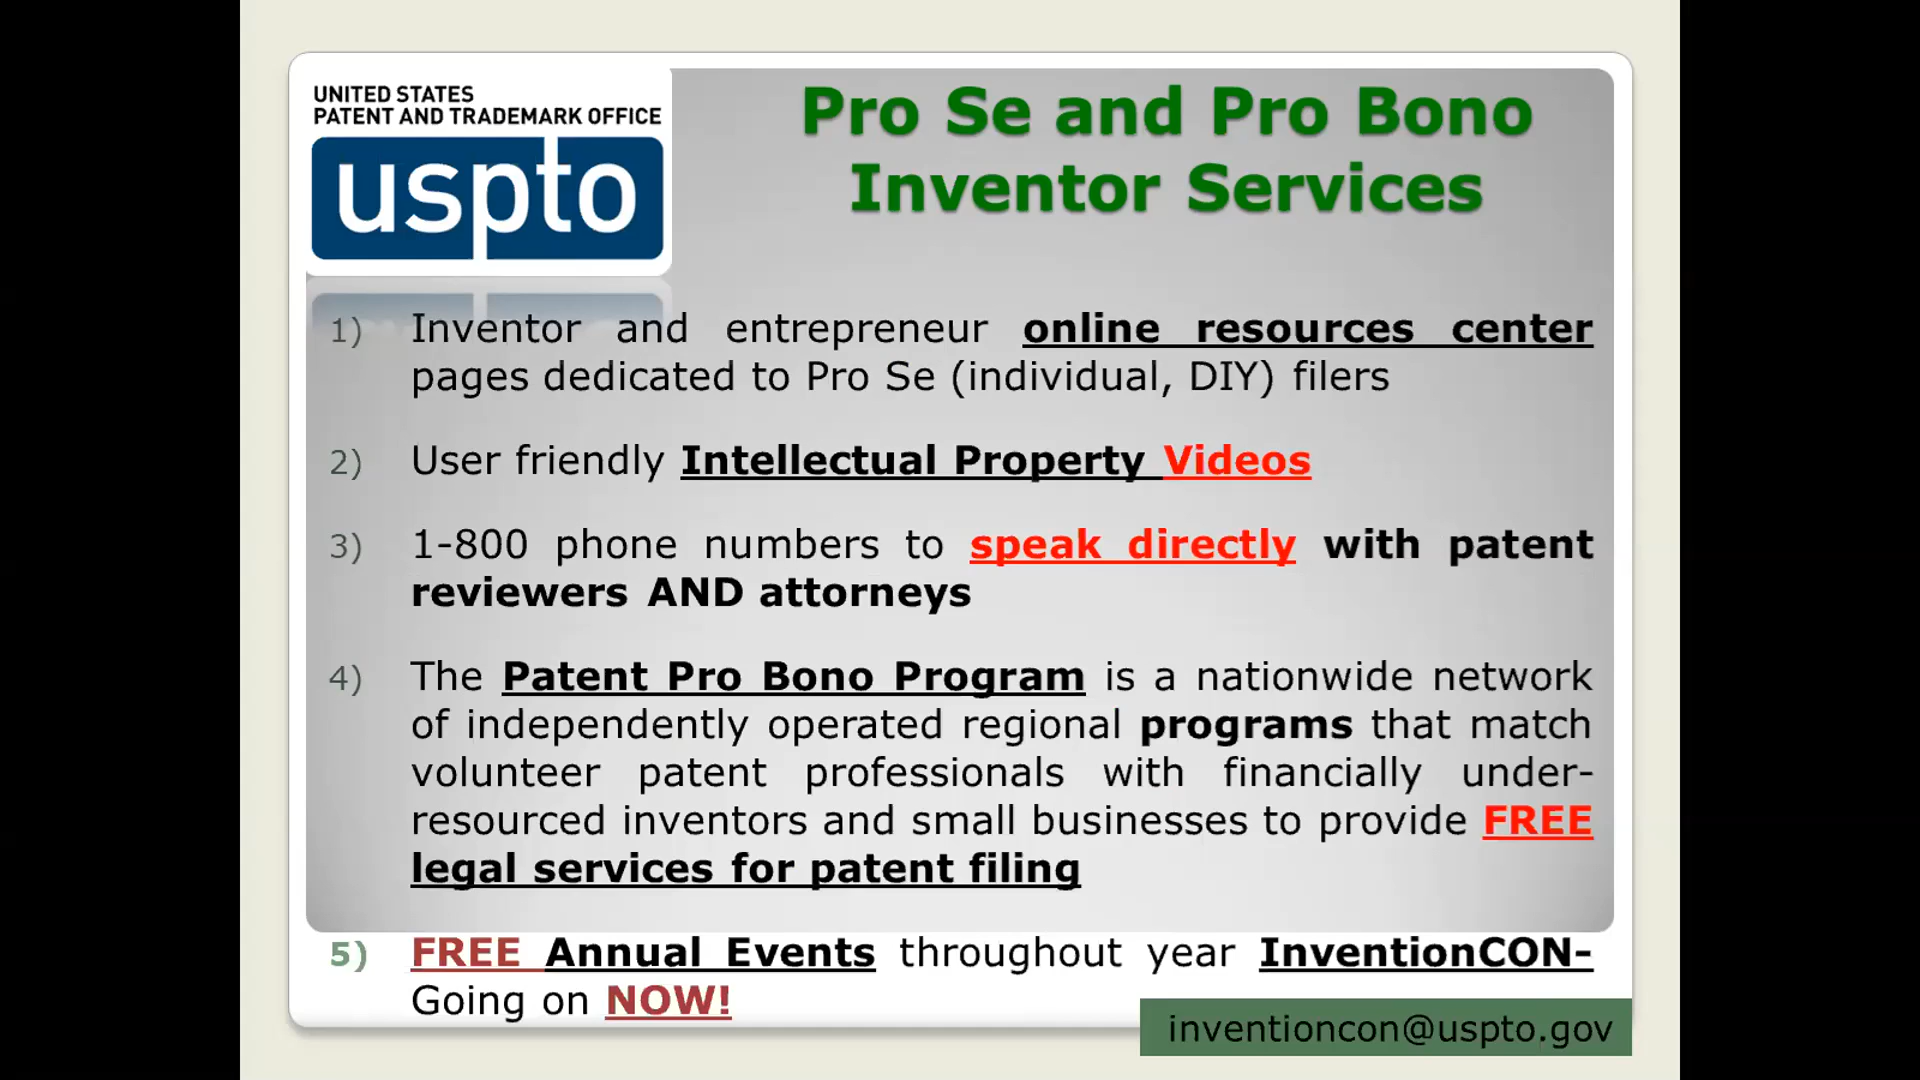 UNITED STATES
PATENT AND TRADEMARK OFFICE
uspto
Pro Se and Pro Bono
Inventor Services
1) Inventor and entrepreneur online resources center
pages dedicated to Pro Se (individual, DIY) filers
2) User friendly Intellectual Property Videos
3) 1-800 phone numbers to speak directly with patent
reviewers AND attorneys
4) The Patent Pro Bono Program is a nationwide network
of independently operated regional programs that match
volunteer patent professionals with financially under-
resourced inventors and small businesses to provide FREE
legal services for patent filing
5) FREE Annual Events throughout year InventionCON-
Going on NOW!
inventioncon@uspto.gov